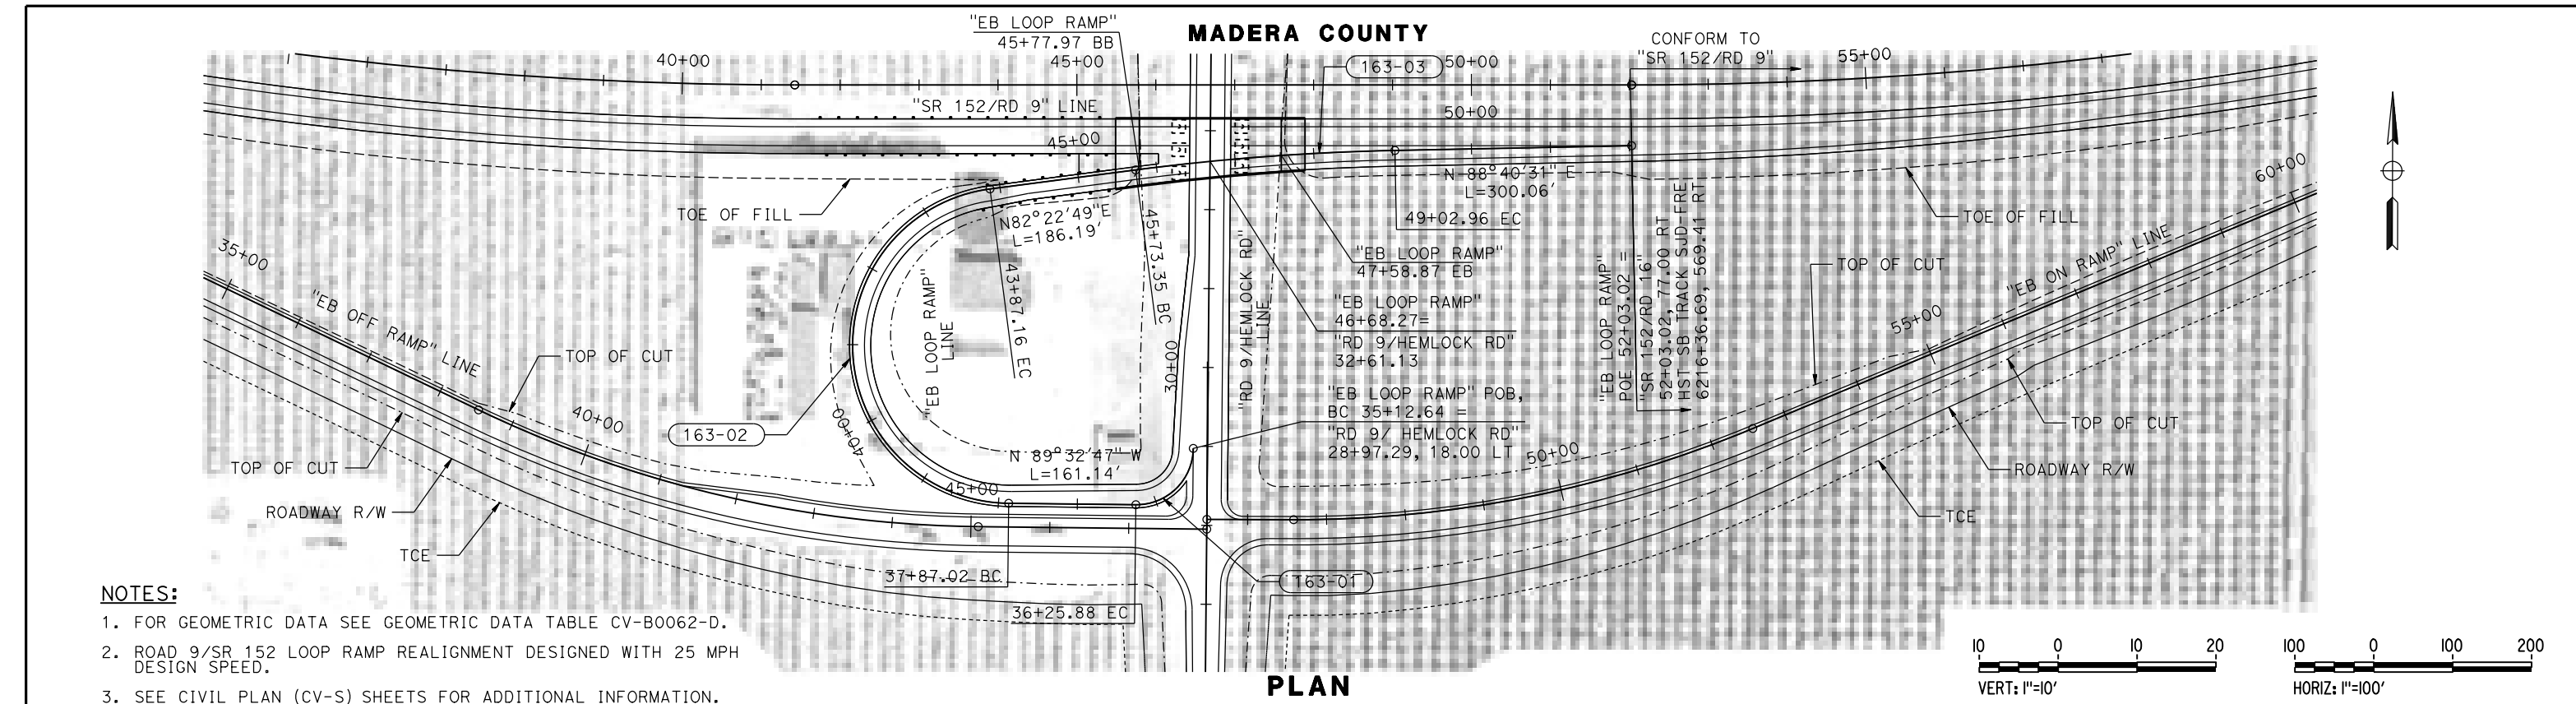 "EB LOOP RAMP"
45+77.97 BB
MADERA COUNTY
CONFORM TO
"SR 152/RD 9"
40+00
45+00
163-03
50+00
55+00
"SR 152/RD 9" LINE
45+00
50+00
TOE OF FILL
N82°22'49"E
L=186.19'
N 88°40'31" E
L=300.06'
49+02.96 EC
TOE OF FILL
60+00
35+00
"EB OFF RAMP" LINE
"EB LOOP RAMP"
LINE
43+87.16 EC
45+73.35 BC
30+00
"RD 9/HEMLOCK RD"
LINE
"EB LOOP RAMP"
47+58.87 EB
"EB LOOP RAMP"
46+68.27=
"RD 9/HEMLOCK RD"
32+61.13
"EB LOOP RAMP" POB,
BC 35+12.64 =
"RD 9/ HEMLOCK RD"
28+97.29, 18.00 LT
"EB LOOP RAMP"
POE 52+03.02 =
"SR 152/RD 16"
52+03.02, 77.00 RT
HST SB TRACK SJD-FRE
6216+36.69, 569.41 RT
TOP OF CUT
"EB ON RAMP" LINE
55+00
TOP OF CUT
40+00
163-02
40+00
TOP OF CUT
N 89°32'47" W
L=161.14'
45+00
50+00
TOP OF CUT
ROADWAY R/W
ROADWAY R/W
TCE
TCE
37+87.02 BC
163-01
36+25.88 EC
NOTES:
1. FOR GEOMETRIC DATA SEE GEOMETRIC DATA TABLE CV-B0062-D.
2. ROAD 9/SR 152 LOOP RAMP REALIGNMENT DESIGNED WITH 25 MPH
DESIGN SPEED.
3. SEE CIVIL PLAN (CV-S) SHEETS FOR ADDITIONAL INFORMATION.
PLAN
10 0 10 20
VERT: 1"=10'
100 0 100 200
HORIZ: 1"=100'